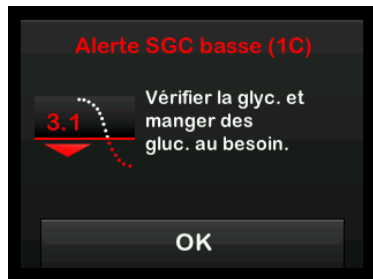 Alerte SGC basse (1C)
3.1
Vérifier la glyc. et
manger des
gluc. au besoin.
OK